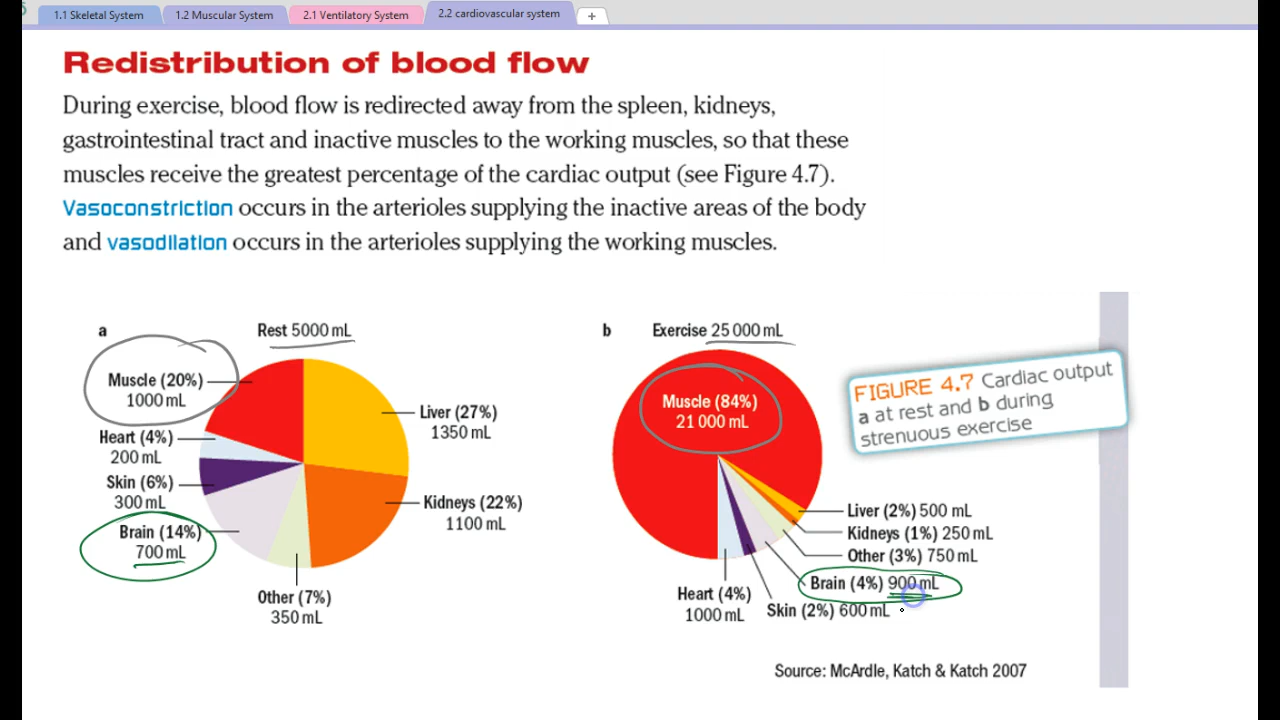 1.1 Skeletal System
1.2 Muscular System
2.1 Ventilatory System
2.2 cardiovascular system
+
Redistribution of blood flow
During exercise, blood flow is redirected away from the spleen, kidneys,
gastrointestinal tract and inactive muscles to the working muscles, so that these
muscles receive the greatest percentage of the cardiac output (see Figure 4.7).
Vasoconstriction occurs in the arterioles supplying the inactive areas of the body
and vasodilation occurs in the arterioles supplying the working muscles.
a
Rest 5000 mL
Muscle (20%)
1000 mL
Heart (4%)
200 mL
Skin (6%)
300 mL
Brain (14%)
700 mL
Liver (27%)
1350 mL
Kidneys (22%)
1100 mL
Other (7%)
350 mL
b
Exercise 25 000 mL
Muscle (84%)
21 000 mL
Liver (2%) 500 mL
Kidneys (1%) 250 mL
Other (3%) 750 mL
Brain (4%) 900 mL
Heart (4%)
1000 mL
Skin (2%) 600 mL
FIGURE 4.7 Cardiac output
a at rest and b during
strenuous exercise
Source: McArdle, Katch & Katch 2007